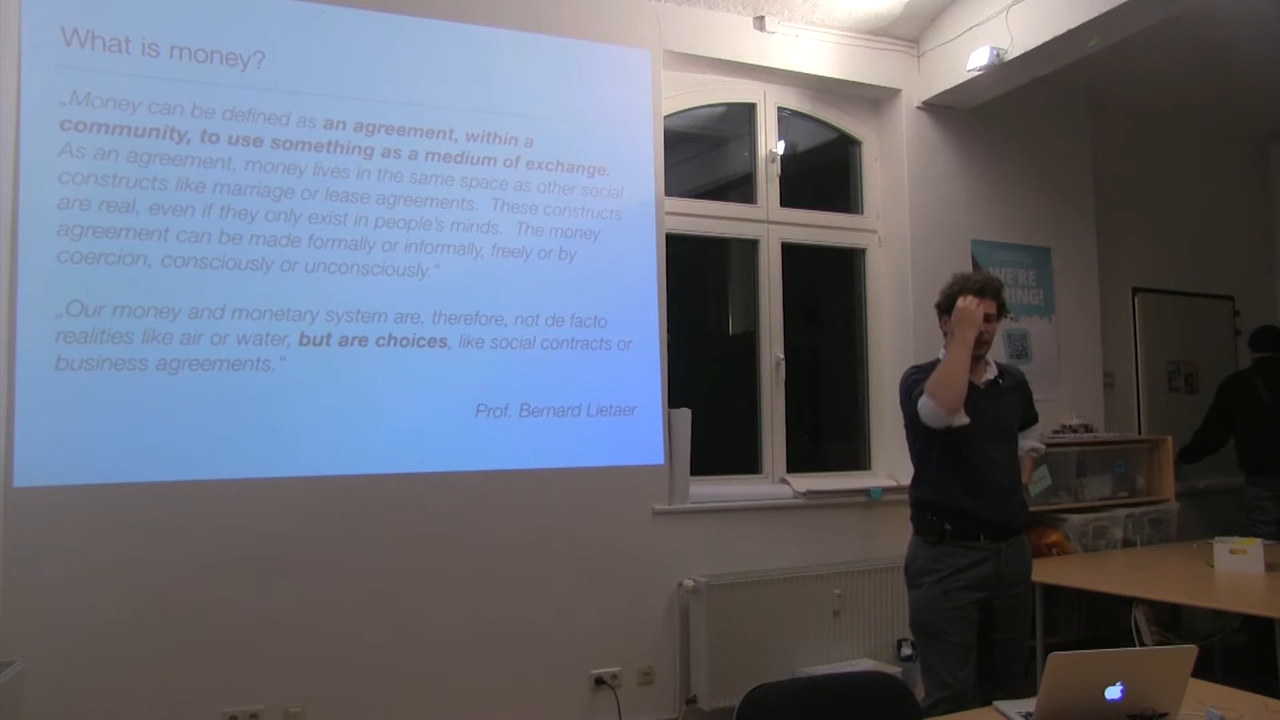 What is money?
„Money can be defined as an agreement, within a
community, to use something as a medium of exchange.
As an agreement, money lives in the same space as other social
constructs like marriage or lease agreements. These constructs
are real, even if they only exist in people's minds. The money
agreement can be made formally or informally, freely or by
coercion, consciously or unconsciously.“
„Our money and monetary system are, therefore, not de facto
realities like air or water, but are choices, like social contracts or
business agreements.“
Prof. Bernard Lietaer
WE'RE
RING!